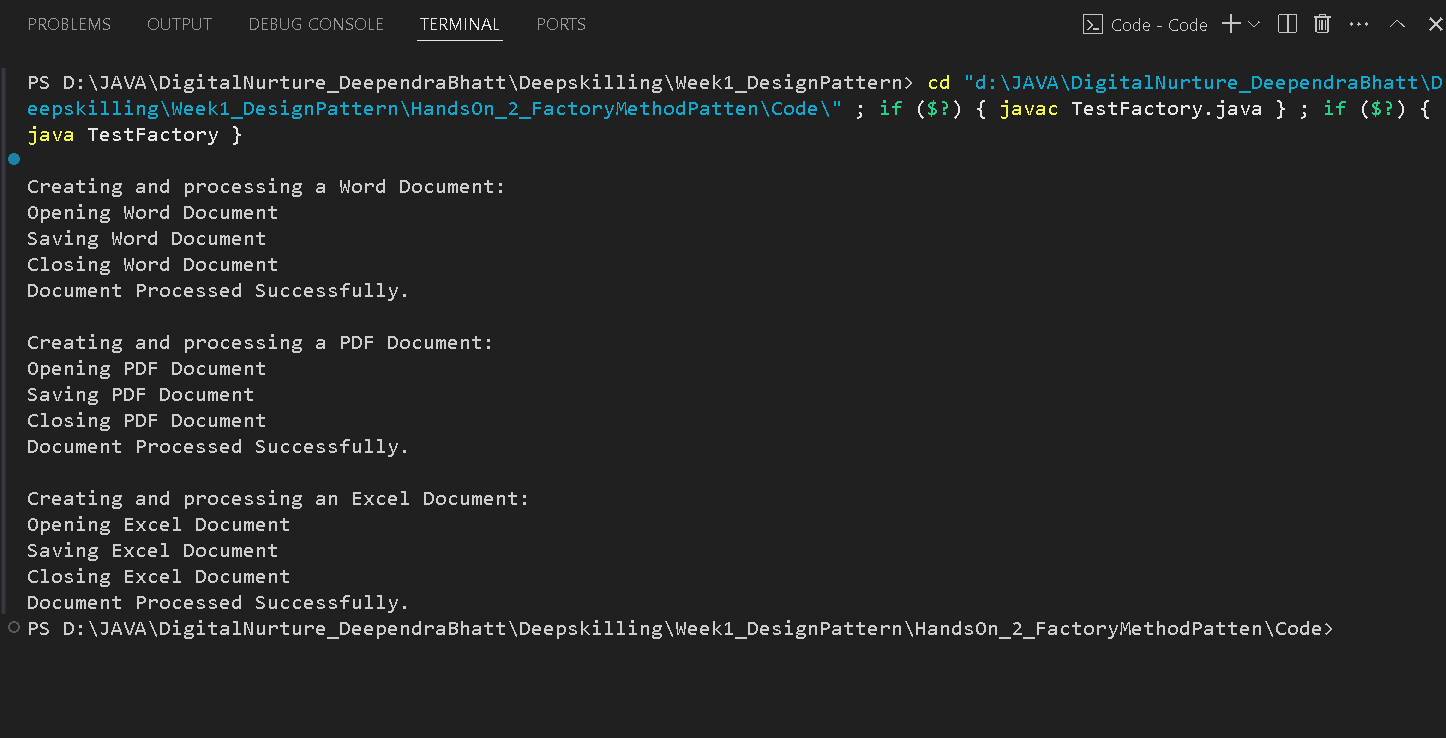 PROBLEMS OUTPUT DEBUG CONSOLE TERMINAL PORTS Code - Code
PS D:\JAVA\DigitalNurture_DeependraBhatt\Deepskilling\Week1_DesignPattern> cd "d:\JAVA\DigitalNurture_DeependraBhatt\D
eepskilling\Week1_DesignPattern\HandsOn_2_FactoryMethodPatten\Code\" ; if ($?) { javac TestFactory.java } ; if ($?) {
java TestFactory }
Creating and processing a Word Document:
Opening Word Document
Saving Word Document
Closing Word Document
Document Processed Successfully.
Creating and processing a PDF Document:
Opening PDF Document
Saving PDF Document
Closing PDF Document
Document Processed Successfully.
Creating and processing an Excel Document:
Opening Excel Document
Saving Excel Document
Closing Excel Document
Document Processed Successfully.
PS D:\JAVA\DigitalNurture_DeependraBhatt\Deepskilling\Week1_DesignPattern\HandsOn_2_FactoryMethodPatten\Code>